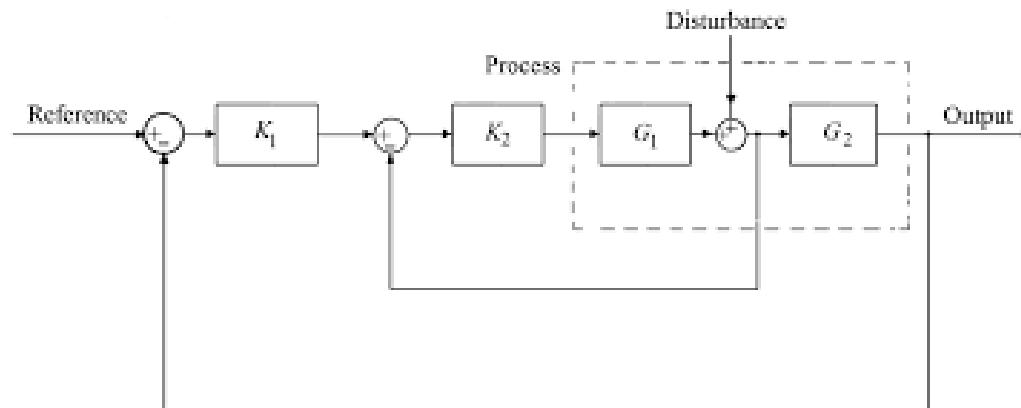 Disturbance
Process
Reference
K₁
K₂
G₁
G₂
Output
+
−
+
−
+
+